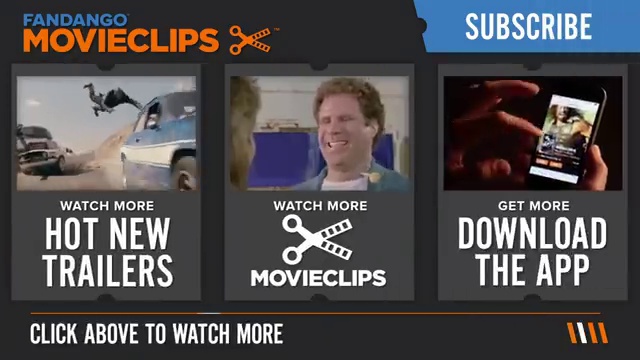 FANDANGO
MOVIECLIPS
SUBSCRIBE
WATCH MORE
HOT NEW
TRAILERS
WATCH MORE
MOVIECLIPS
GET MORE
DOWNLOAD
THE APP
CLICK ABOVE TO WATCH MORE